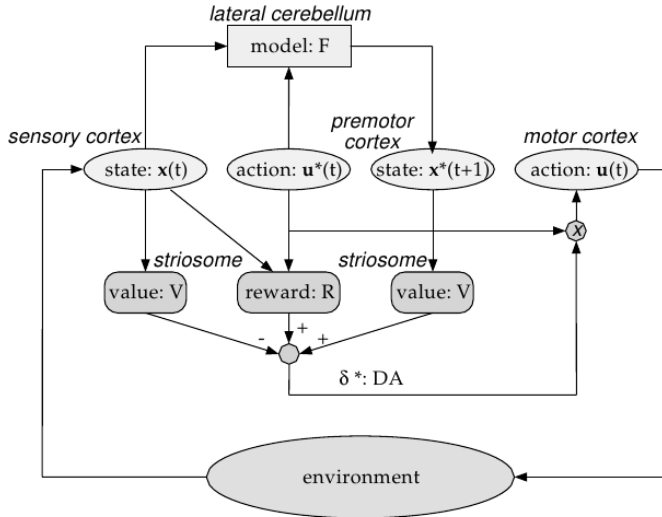 lateral cerebellum
model: F
sensory cortex
premotor
cortex
motor cortex
state: x(t)
action: u*(t)
state: x*(t+1)
action: u(t)
x
striosome
striosome
value: V
reward: R
value: V
-
+
+
δ*: DA
environment